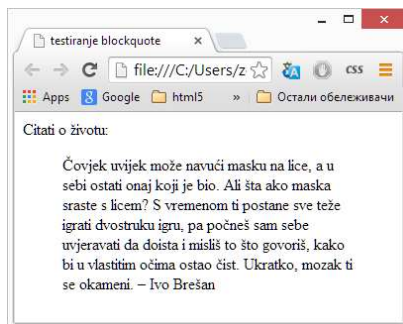 testiranje blockquote
file:///C:/Users/z
CSS
Apps Google html5 » Остали обележивачи
Citati o životu:
Čovjek uvijek može navući masku na lice, a u
sebi ostati onaj koji je bio. Ali šta ako maska
sraste s licem? S vremenom ti postane sve teže
igrati dvostruku igru, pa počneš sam sebe
uvjeravati da doista i misliš to što govoriš, kako
bi u vlastitim očima ostao čist. Ukratko, mozak ti
se okameni. – Ivo Brešan